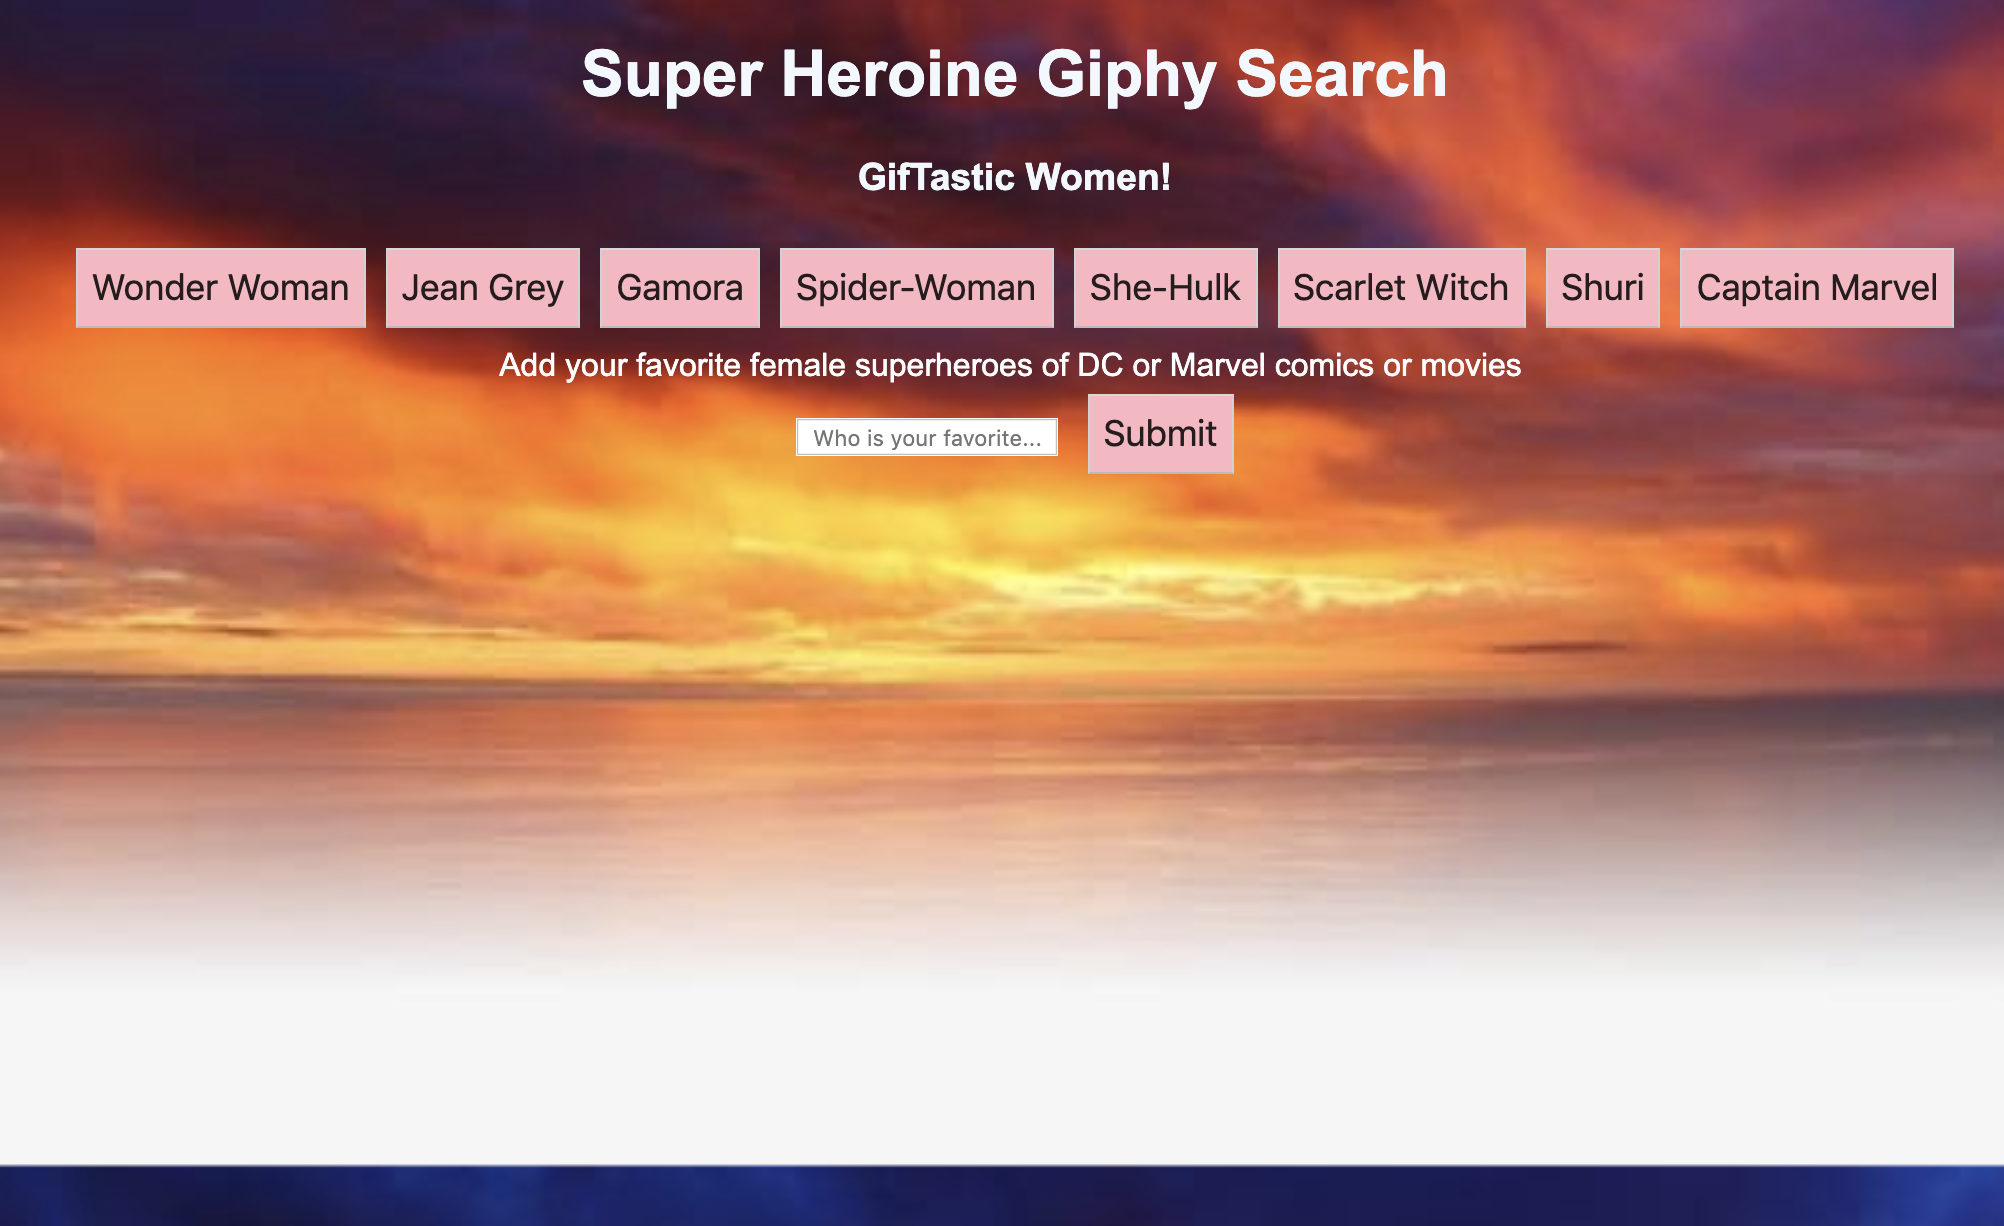 Super Heroine Giphy Search
GifTastic Women!
Wonder Woman Jean Grey Gamora Spider-Woman She-Hulk Scarlet Witch Shuri Captain Marvel
Add your favorite female superheroes of DC or Marvel comics or movies
Who is your favorite... Submit